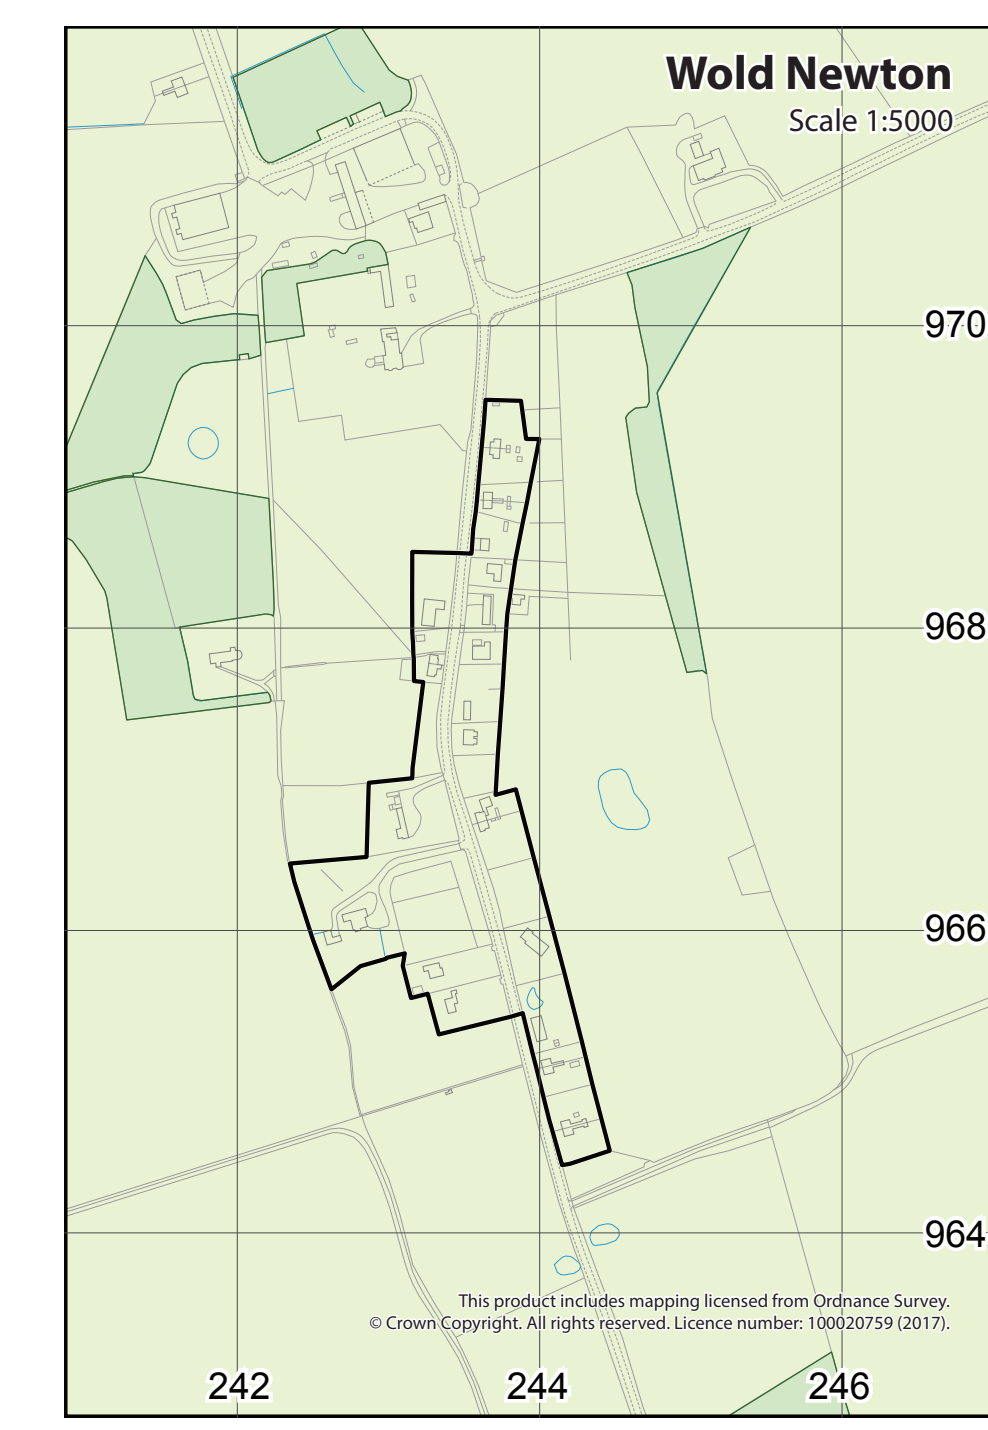 Wold Newton
Scale 1:5000
970
968
966
964
This product includes mapping licensed from Ordnance Survey.
© Crown Copyright. All rights reserved. Licence number: 100020759 (2017).
242 244 246